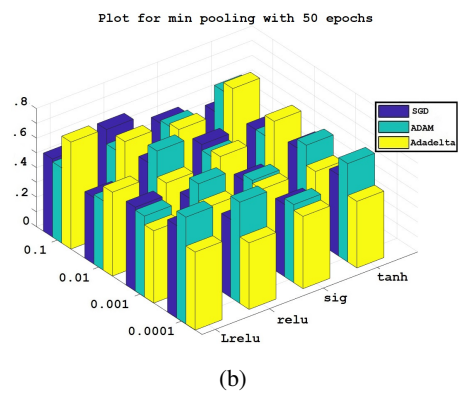 Plot for min pooling with 50 epochs
.8
.6
.4
.2
0
0.1
0.01
0.001
0.0001
Lrelu
relu
sig
tanh
SGD
ADAM
Adadelta
(b)